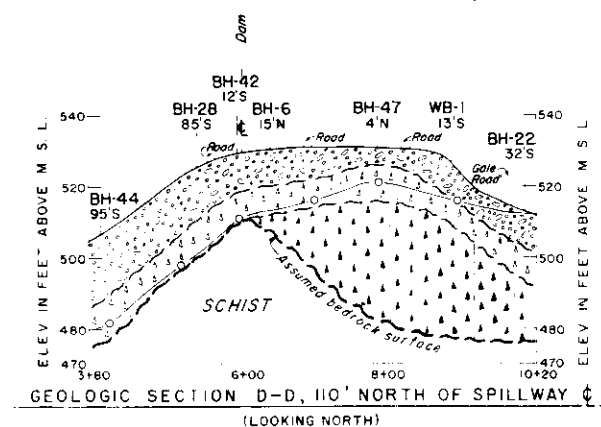 Dam
BH-42
12'S
BH-28
85'S
℄
BH-6
15'N
BH-47
4'N
WB-1
13'S
BH-22
32'S
BH-44
95'S
Road
Road
Road
Gale
Road
540
520
500
480
470
ELEV IN FEET ABOVE M.S.L.
540
520
500
480
470
ELEV IN FEET ABOVE M S L
SCHIST
Assumed bedrock surface
3+80
6+00
8+00
10+20
GEOLOGIC SECTION D-D, 110' NORTH OF SPILLWAY ℄
(LOOKING NORTH)